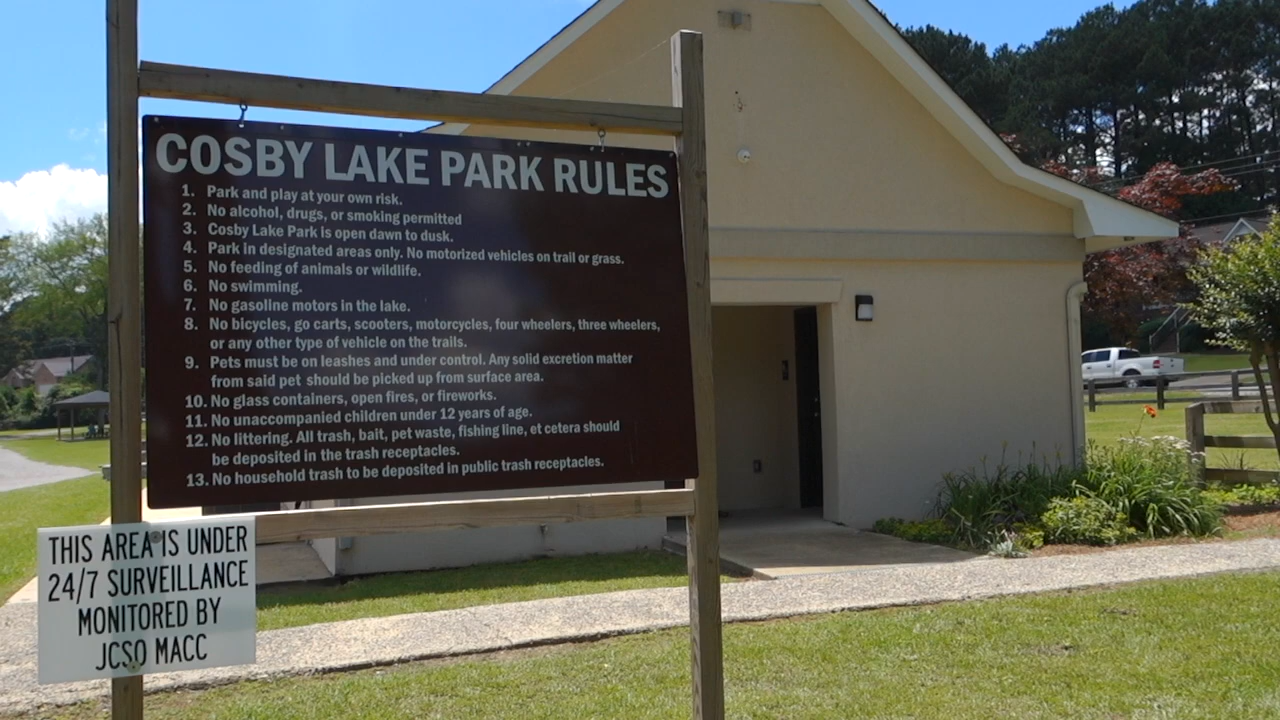 COSBY LAKE PARK RULES
1. Park and play at your own risk.
2. No alcohol, drugs, or smoking permitted
3. Cosby Lake Park is open dawn to dusk.
4. Park in designated areas only. No motorized vehicles on trail or grass.
5. No feeding of animals or wildlife.
6. No swimming.
7. No gasoline motors in the lake.
8. No bicycles, go carts, scooters, motorcycles, four wheelers, three wheelers,
or any other type of vehicle on the trails.
9. Pets must be on leashes and under control. Any solid excretion matter
from said pet should be picked up from surface area.
10. No glass containers, open fires, or fireworks.
11. No unaccompanied children under 12 years of age.
12. No littering. All trash, bait, pet waste, fishing line, et cetera should
be deposited in the trash receptacles.
13. No household trash to be deposited in public trash receptacles.
THIS AREA IS UNDER
24/7 SURVEILLANCE
MONITORED BY
JCSO MACC